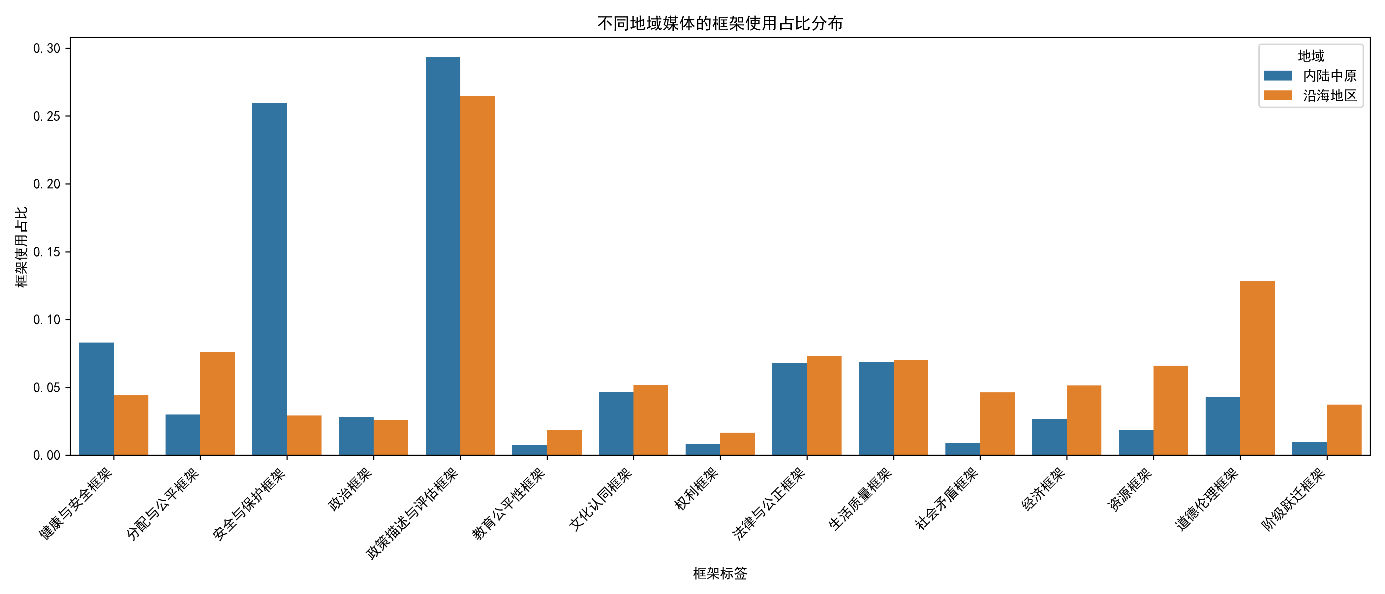 不同地域媒体的框架使用占比分布
地域
内陆中原
沿海地区
框架使用占比
0.30
0.25
0.20
0.15
0.10
0.05
0.00
健康与安全框架
分配与公平框架
安全与保护框架
政治框架
政策描述与评估框架
教育公平性框架
文化认同框架
权利框架
法律与公正框架
生活质量框架
社会矛盾框架
经济框架
资源框架
道德伦理框架
阶级跃迁框架
框架标签